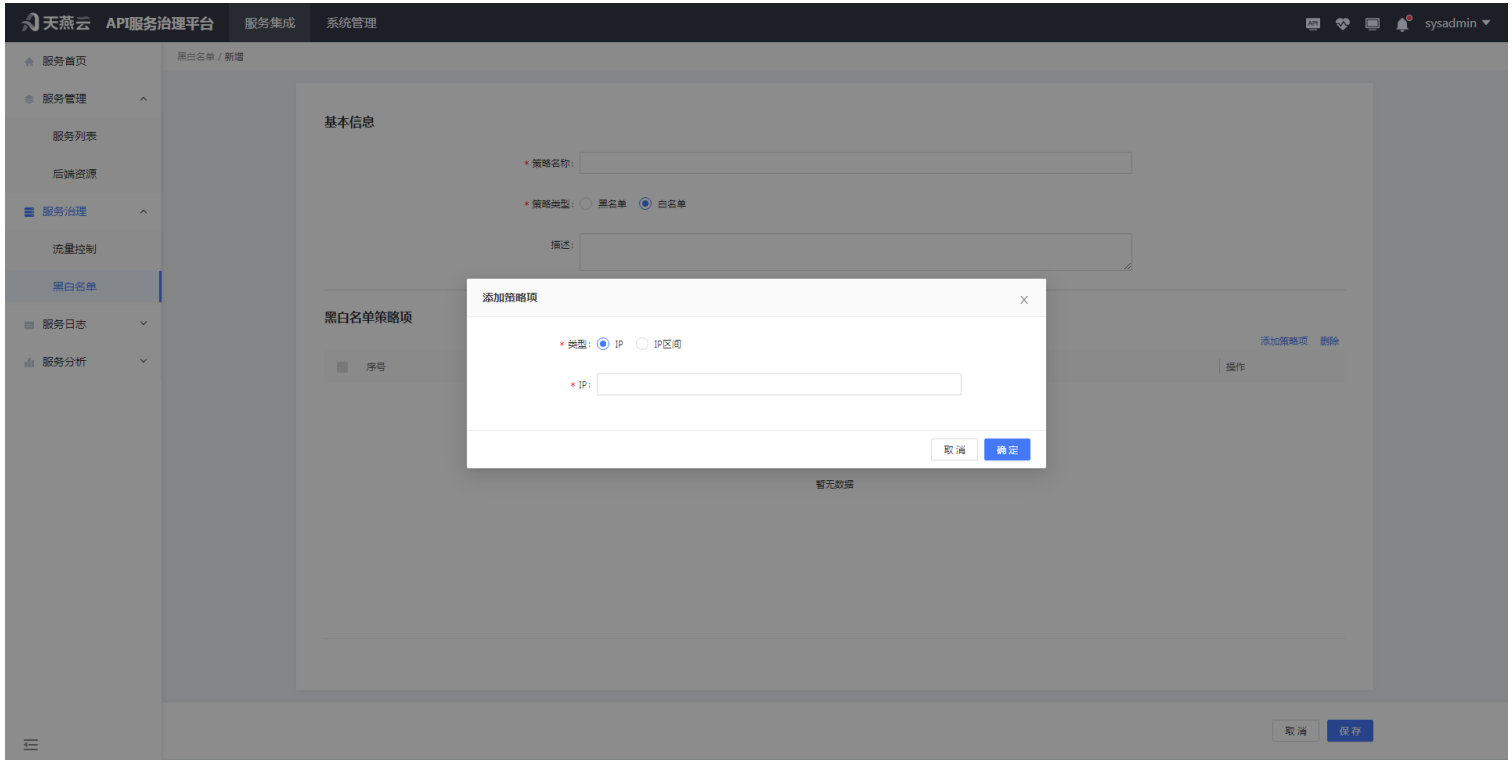 天燕云 API服务治理平台 服务集成 系统管理 API sysadmin
服务首页
服务管理
服务列表
后端资源
服务治理
流量控制
黑白名单
服务日志
服务分析
黑白名单 / 新增
基本信息
* 策略名称:
* 策略类型: 黑名单 白名单
描述:
黑白名单策略项
添加策略项 删除
序号 操作
暂无数据
添加策略项 X
* 类型: IP IP区间
* IP:
取消 确定
取消 保存